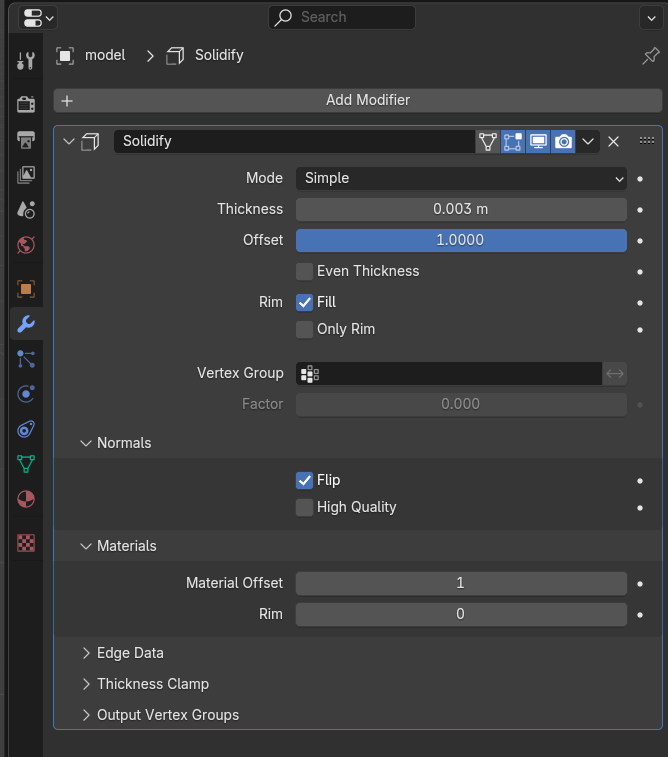 Search
model > Solidify
Add Modifier
Solidify
Mode Simple
Thickness 0.003 m
Offset 1.0000
Even Thickness
Rim Fill
Only Rim
Vertex Group
Factor 0.000
Normals
Flip
High Quality
Materials
Material Offset 1
Rim 0
Edge Data
Thickness Clamp
Output Vertex Groups